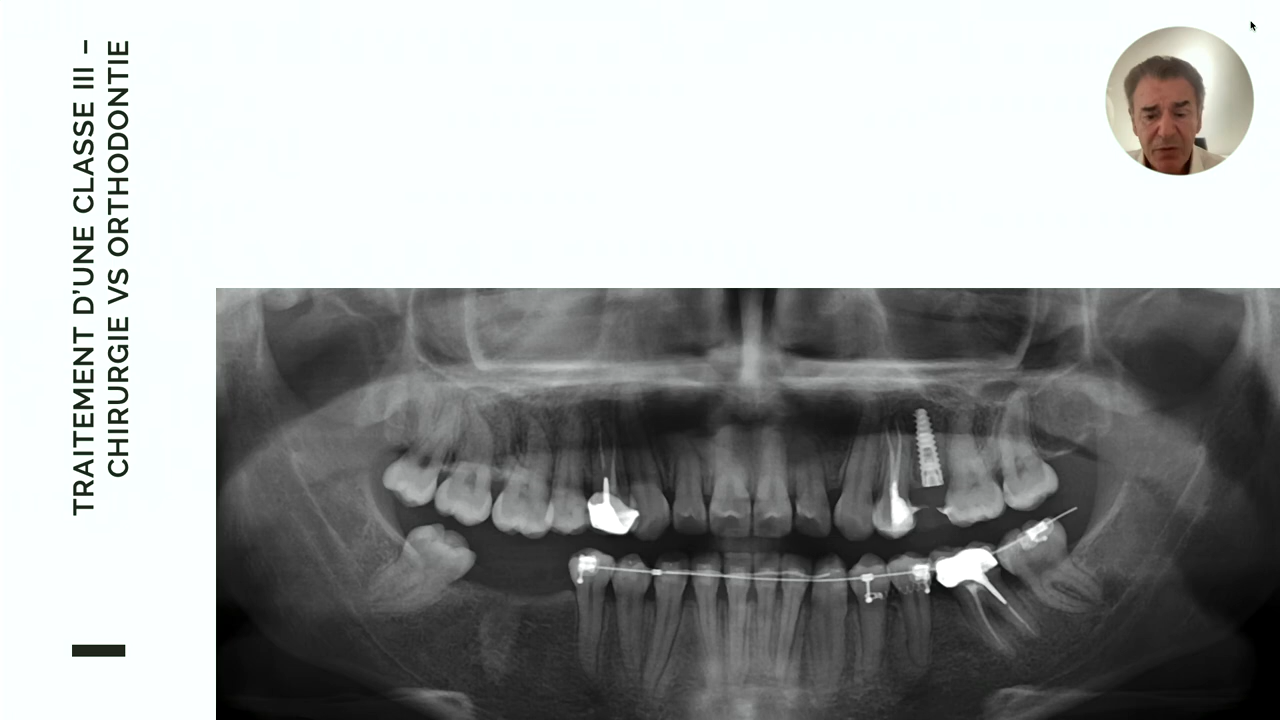 TRAITEMENT D'UNE CLASSE III –
CHIRURGIE VS ORTHODONTIE